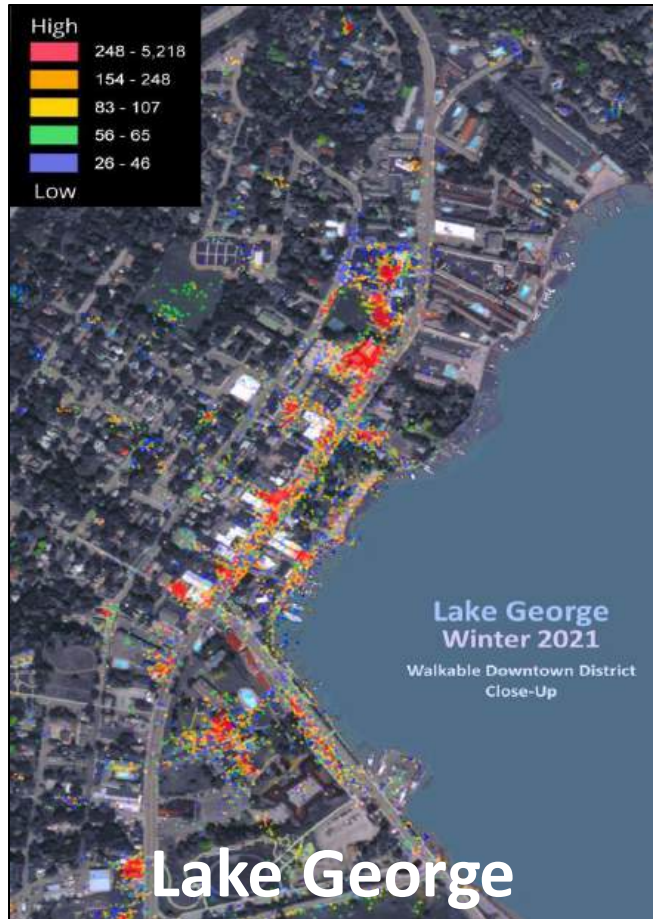 High
248 - 5,218
154 - 248
83 - 107
56 - 65
26 - 46
Low
Lake George
Winter 2021
Walkable Downtown District
Close-Up
Lake George